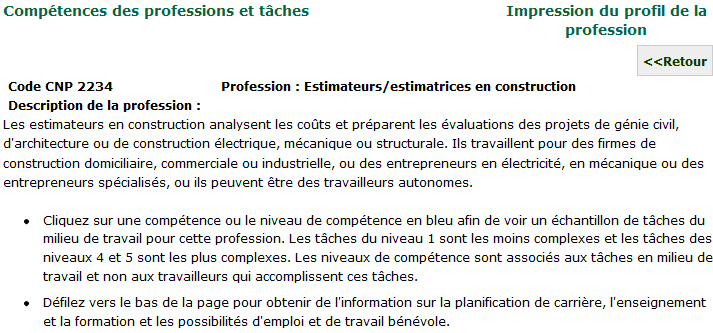 Compétences des professions et tâches
Impression du profil de la
profession
<<Retour
Code CNP 2234 Profession : Estimateurs/estimatrices en construction
Description de la profession :
Les estimateurs en construction analysent les coûts et préparent les évaluations des projets de génie civil,
d'architecture ou de construction électrique, mécanique ou structurale. Ils travaillent pour des firmes de
construction domiciliaire, commerciale ou industrielle, ou des entrepreneurs en électricité, en mécanique ou des
entrepreneurs spécialisés, ou ils peuvent être des travailleurs autonomes.
• Cliquez sur une compétence ou le niveau de compétence en bleu afin de voir un échantillon de tâches du
milieu de travail pour cette profession. Les tâches du niveau 1 sont les moins complexes et les tâches des
niveaux 4 et 5 sont les plus complexes. Les niveaux de compétence sont associés aux tâches en milieu de
travail et non aux travailleurs qui accomplissent ces tâches.
• Défilez vers le bas de la page pour obtenir de l'information sur la planification de carrière, l'enseignement
et la formation et les possibilités d'emploi et de travail bénévole.